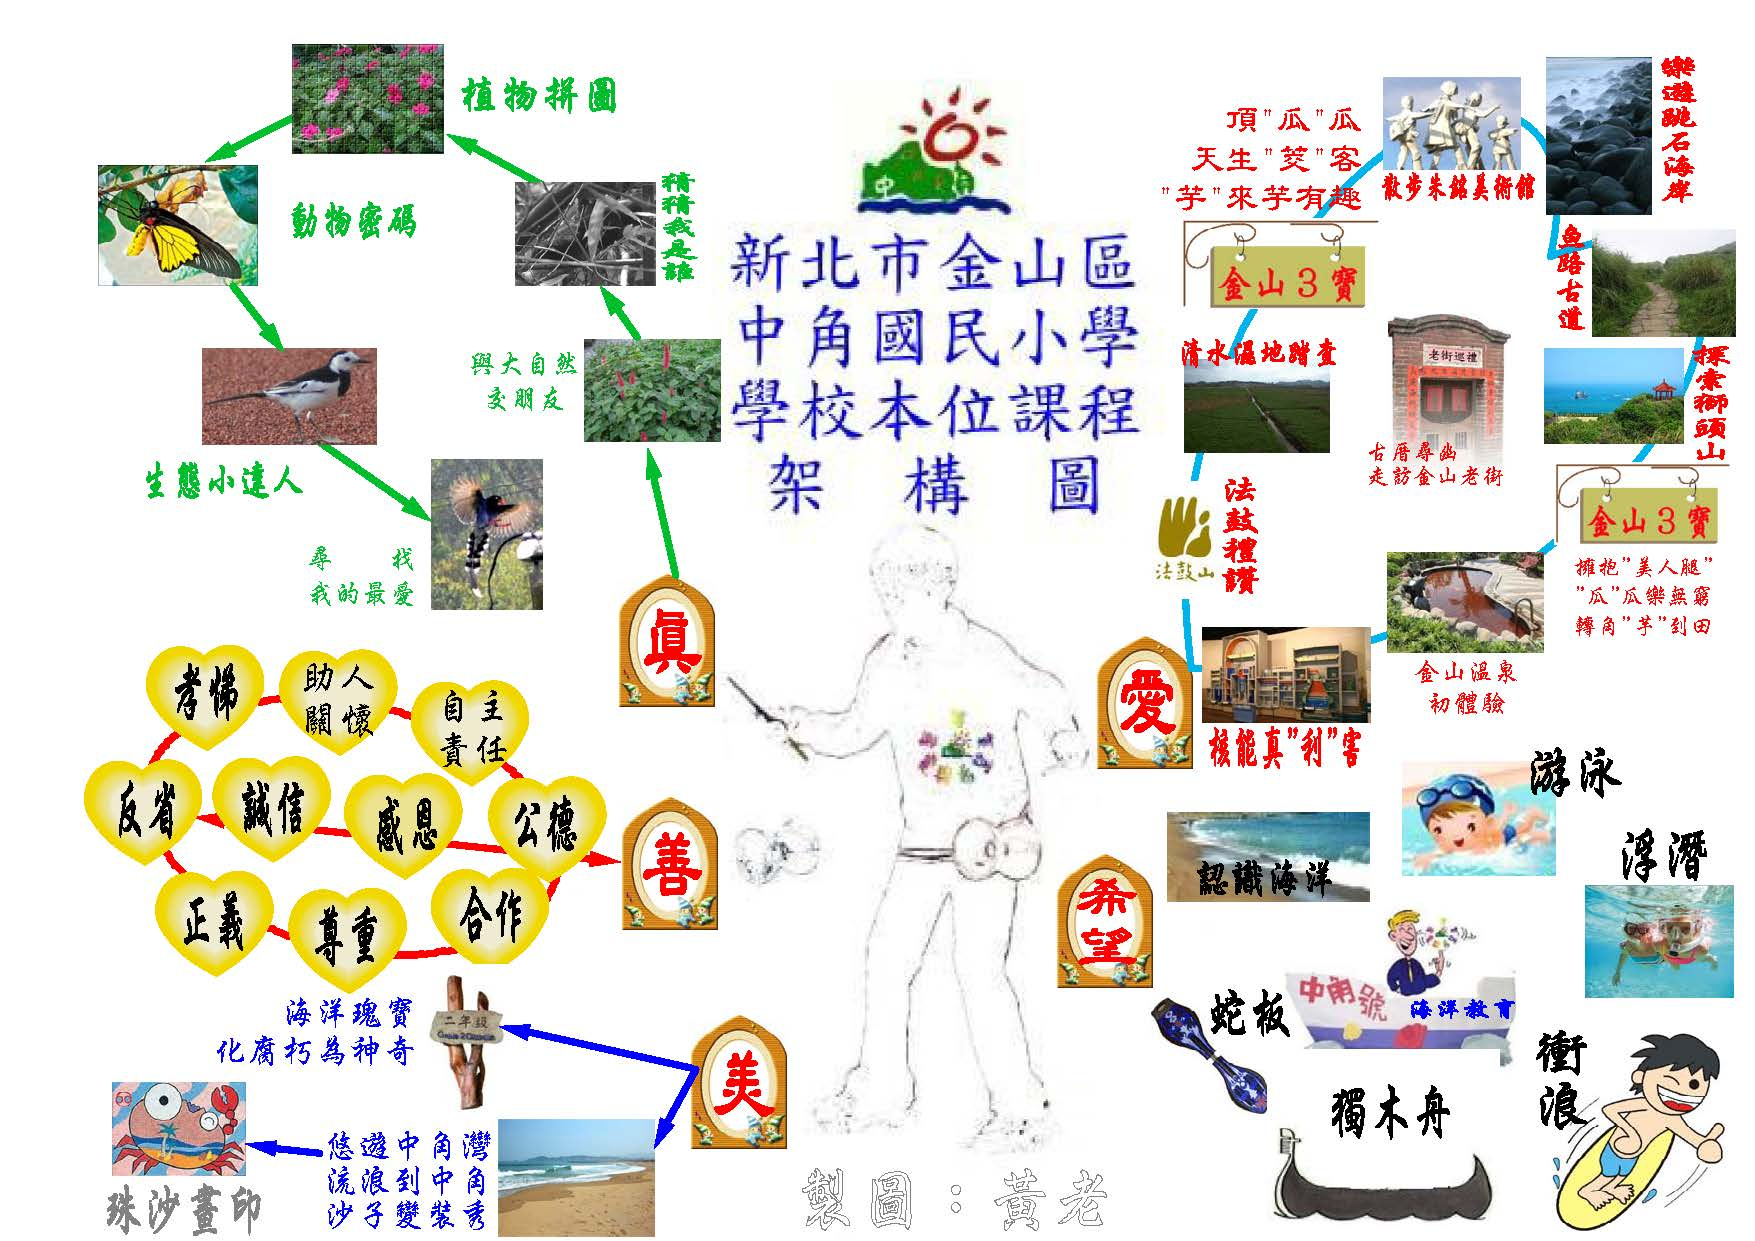 新北市金山區
中角國民小學
學校本位課程
架構圖
植物拼圖
動物密碼
猜猜我是誰
與大自然
交朋友
生態小達人
尋找
我的最愛
真
孝悌
助人
關懷
自主
責任
反省
誠信
感恩
公德
正義
尊重
合作
善
海洋瑰寶
化腐朽為神奇
二年級
悠遊中角灣
流浪到中角
沙子變裝秀
珠沙畫印
美
頂"瓜"瓜
天生"茭"客
"芋"來芋有趣
金山3寶
散步朱銘美術館
樂遊跳石海岸
魚路古道
探索獅頭山
清水濕地踏查
老街巡禮
古厝尋幽
走訪金山老街
金山3寶
擁抱"美人腿"
"瓜"瓜樂無窮
轉角"芋"到田
法鼓禮讚
法鼓山
金山溫泉
初體驗
核能真"利"害
愛
希望
認識海洋
游泳
浮潛
中角號
海洋教育
蛇板
衝浪
獨木舟
製圖：黃老